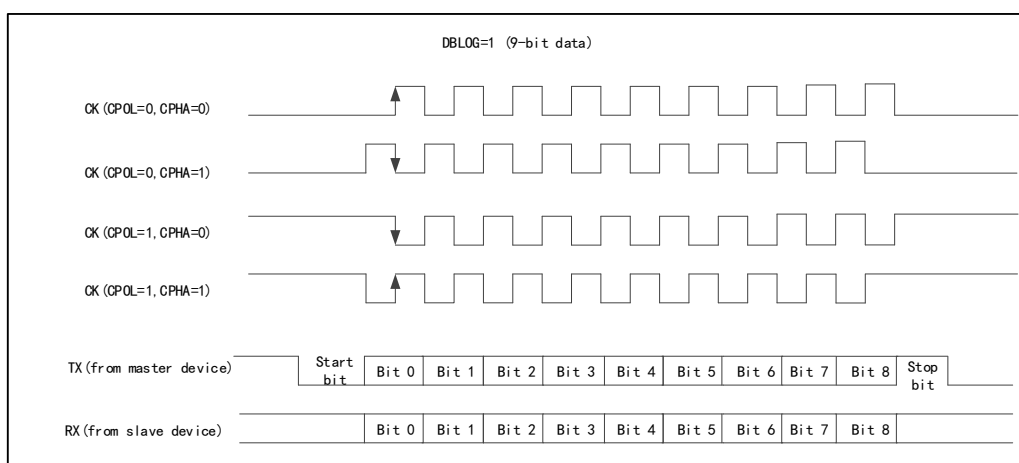 DBLOG=1 (9-bit data)
CK(CPOL=0,CPHA=0)
CK(CPOL=0,CPHA=1)
CK(CPOL=1,CPHA=0)
CK(CPOL=1,CPHA=1)
TX(from master device) Start bit Bit 0 Bit 1 Bit 2 Bit 3 Bit 4 Bit 5 Bit 6 Bit 7 Bit 8 Stop bit
RX(from slave device) Bit 0 Bit 1 Bit 2 Bit 3 Bit 4 Bit 5 Bit 6 Bit 7 Bit 8